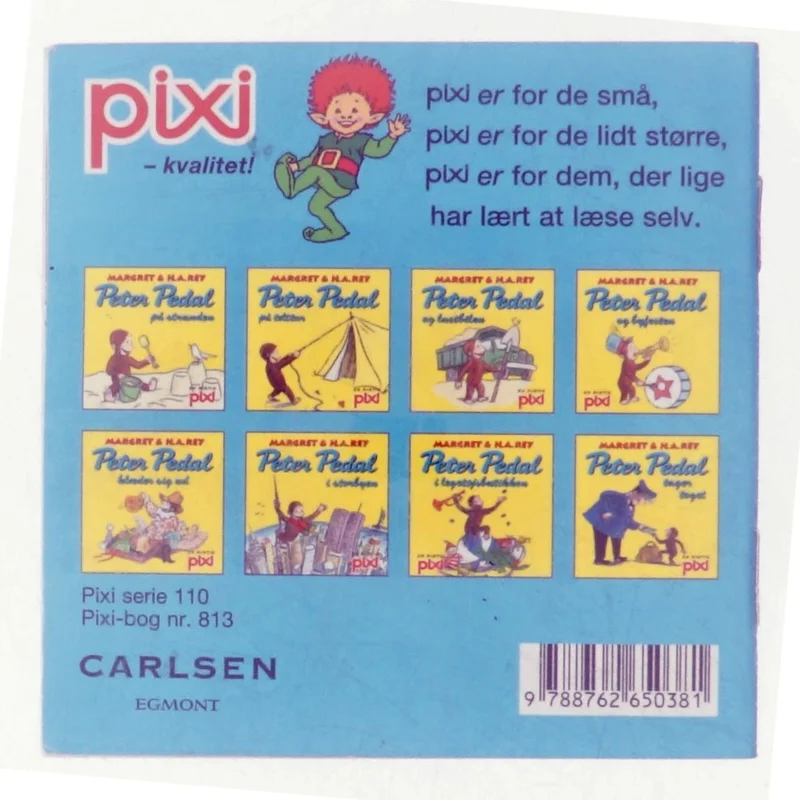 pixi
– kvalitet!
pixi er for de små,
pixi er for de lidt større,
pixi er for dem, der lige
har lært at læse selv.
MARGRET & H.A.REY
Peter Pedal
på stranden
pixi
MARGRET & H.A.REY
Peter Pedal
på telttur
pixi
MARGRET & H.A.REY
Peter Pedal
og lastbilen
pixi
MARGRET & H.A.REY
Peter Pedal
og byfesten
pixi
MARGRET & H.A.REY
Peter Pedal
klæder sig ud
pixi
MARGRET & H.A.REY
Peter Pedal
i storbyen
pixi
MARGRET & H.A.REY
Peter Pedal
i legetøjsbutikken
pixi
MARGRET & H.A.REY
Peter Pedal
tager
toget
pixi
Pixi serie 110
Pixi-bog nr. 813
CARLSEN
EGMONT
9 788762 650381